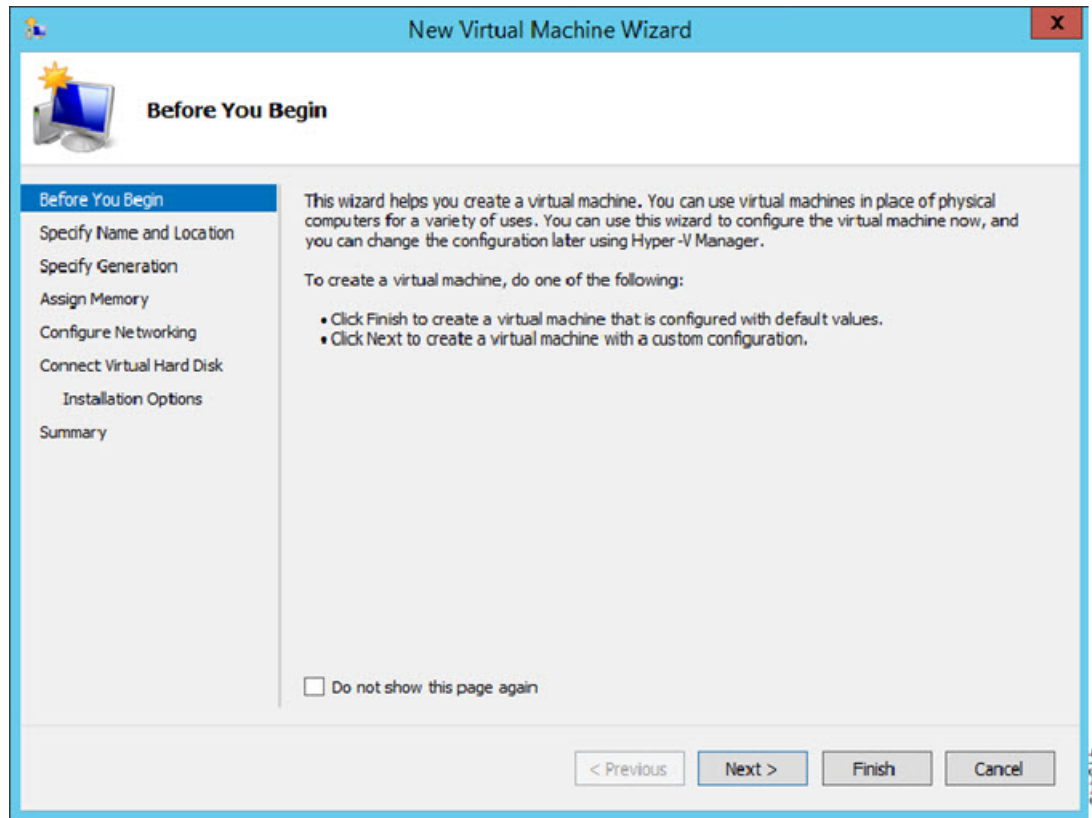 New Virtual Machine Wizard
X
Before You Begin
Before You Begin
Specify Name and Location
Specify Generation
Assign Memory
Configure Networking
Connect Virtual Hard Disk
Installation Options
Summary
This wizard helps you create a virtual machine. You can use virtual machines in place of physical
computers for a variety of uses. You can use this wizard to configure the virtual machine now, and
you can change the configuration later using Hyper-V Manager.
To create a virtual machine, do one of the following:
• Click Finish to create a virtual machine that is configured with default values.
• Click Next to create a virtual machine with a custom configuration.
Do not show this page again
< Previous
Next >
Finish
Cancel